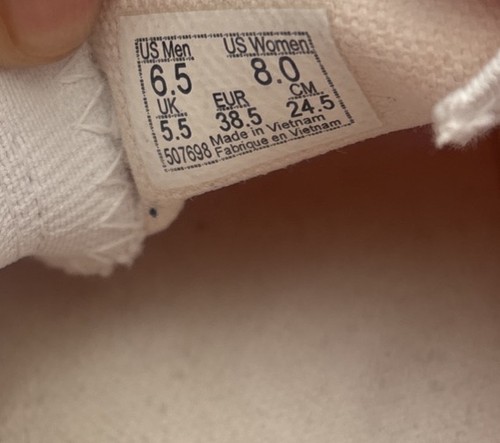 US Men US Women
6.5 8.0
UK EUR CM.
5.5 38.5 24.5
Made in Vietnam
507698 Fabrique en Vietnam